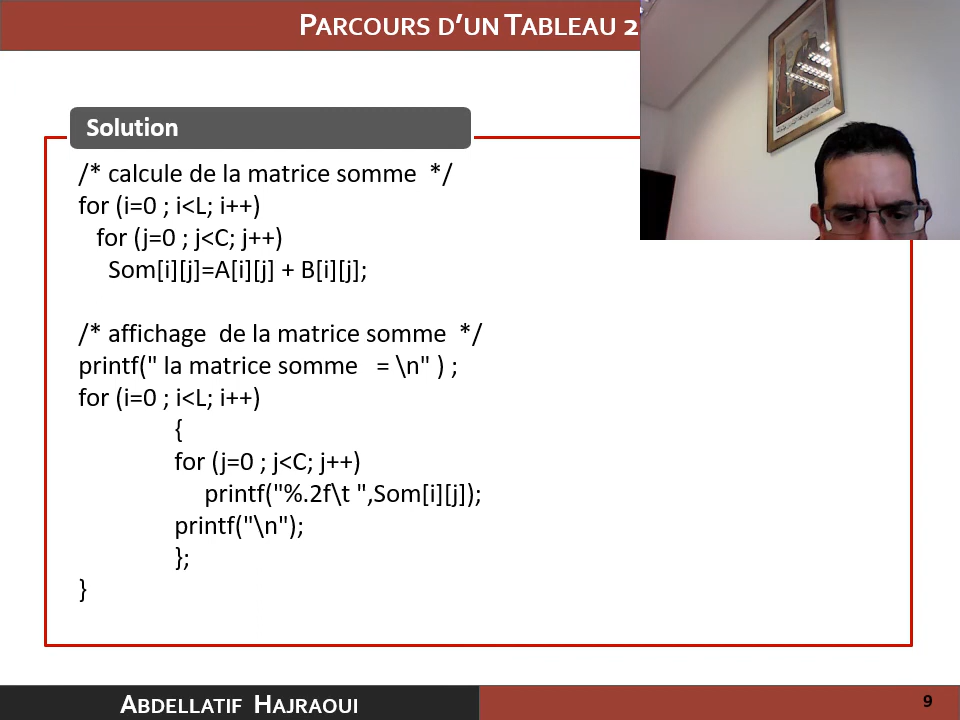 PARCOURS D'UN TABLEAU 2
Solution
/* calcule de la matrice somme */
for (i=0 ; i<L; i++)
for (j=0 ; j<C; j++)
Som[i][j]=A[i][j] + B[i][j];
/* affichage de la matrice somme */
printf(" la matrice somme = \n" ) ;
for (i=0 ; i<L; i++)
{
for (j=0 ; j<C; j++)
printf("%.2f\t ",Som[i][j]);
printf("\n");
};
}
ABDELLATIF HAJRAOUI
9